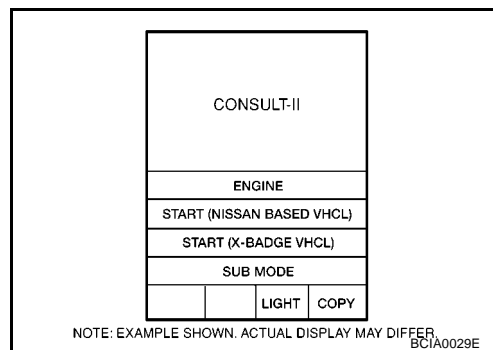 CONSULT-II
ENGINE
START (NISSAN BASED VHCL)
START (X-BADGE VHCL)
SUB MODE
LIGHT COPY
NOTE: EXAMPLE SHOWN. ACTUAL DISPLAY MAY DIFFER.
BCIA0029E